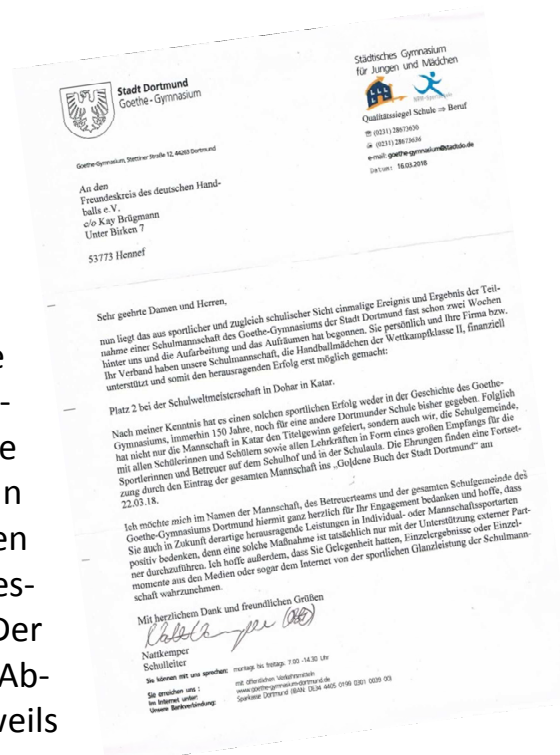 Stadt Dortmund
Goethe-Gymnasium
Städtisches Gymnasium
für Jungen und Mädchen
Qualitätssiegel Schule ⇒ Beruf
(0231) 28673630
(0231) 28673636
e-mail: goethe-gymnasium@stadtdo.de
Datum: 16.03.2018
Goethe-Gymnasium, Stettiner Straße 12, 44263 Dortmund
An den
Freundeskreis des deutschen Hand-
balls e.V.
c/o Kay Brügmann
Unter Birken 7
53773 Hennef
Sehr geehrte Damen und Herren,
nun liegt das aus sportlicher und zugleich schulischer Sicht einmalige Ereignis und Ergebnis der Teil-
nahme einer Schulmannschaft des Goethe-Gymnasiums der Stadt Dortmund fast schon zwei Wochen
hinter uns und die Aufarbeitung und das Aufräumen hat begonnen. Sie persönlich und Ihre Firma bzw.
Ihr Verband haben unsere Schulmannschaft, die Handballmädchen der Wettkampfklasse II, finanziell
unterstützt und somit den herausragenden Erfolg erst möglich gemacht:
Platz 2 bei der Schulweltmeisterschaft in Dohar in Katar.
Nach meiner Kenntnis hat es einen solchen sportlichen Erfolg weder in der Geschichte des Goethe-
Gymnasiums, immerhin 150 Jahre, noch für eine andere Dortmunder Schule bisher gegeben. Folglich
hat nicht nur die Mannschaft in Katar den Titelgewinn gefeiert, sondern auch wir, die Schulgemeinde,
mit allen Schülerinnen und Schülern sowie allen Lehrkräften in Form eines großen Empfangs für die
Sportlerinnen und Betreuer auf dem Schulhof und in der Schulaula. Die Ehrungen finden eine Fortset-
zung durch den Eintrag der gesamten Mannschaft ins „Goldene Buch der Stadt Dortmund“ am
22.03.18.
Ich möchte mich im Namen der Mannschaft, des Betreuerteams und der gesamten Schulgemeinde des
Goethe-Gymnasiums Dortmund hiermit ganz herzlich für Ihr Engagement bedanken und hoffe, dass
Sie auch in Zukunft derartige herausragende Leistungen in Individual- oder Mannschaftssportarten
positiv bedenken, denn eine solche Maßnahme ist tatsächlich nur mit der Unterstützung externer Part-
ner durchzuführen. Ich hoffe außerdem, dass Sie Gelegenheit hatten, Einzelergebnisse oder Einzel-
momente aus den Medien oder sogar dem Internet von der sportlichen Glanzleistung der Schulmann-
schaft wahrzunehmen.
Mit herzlichem Dank und freundlichen Grüßen
Nattkemper
Schulleiter
Sie können mit uns sprechen: montags bis freitags 7.00 -14.30 Uhr
Sie erreichen uns : mit öffentlichen Verkehrsmitteln
Im Internet unter: www.goethe-gymnasium-dortmund.de
Unsere Bankverbindung: Sparkasse Dortmund (IBAN:
e
-
e
n
en
es-
Der
Ab-
veils